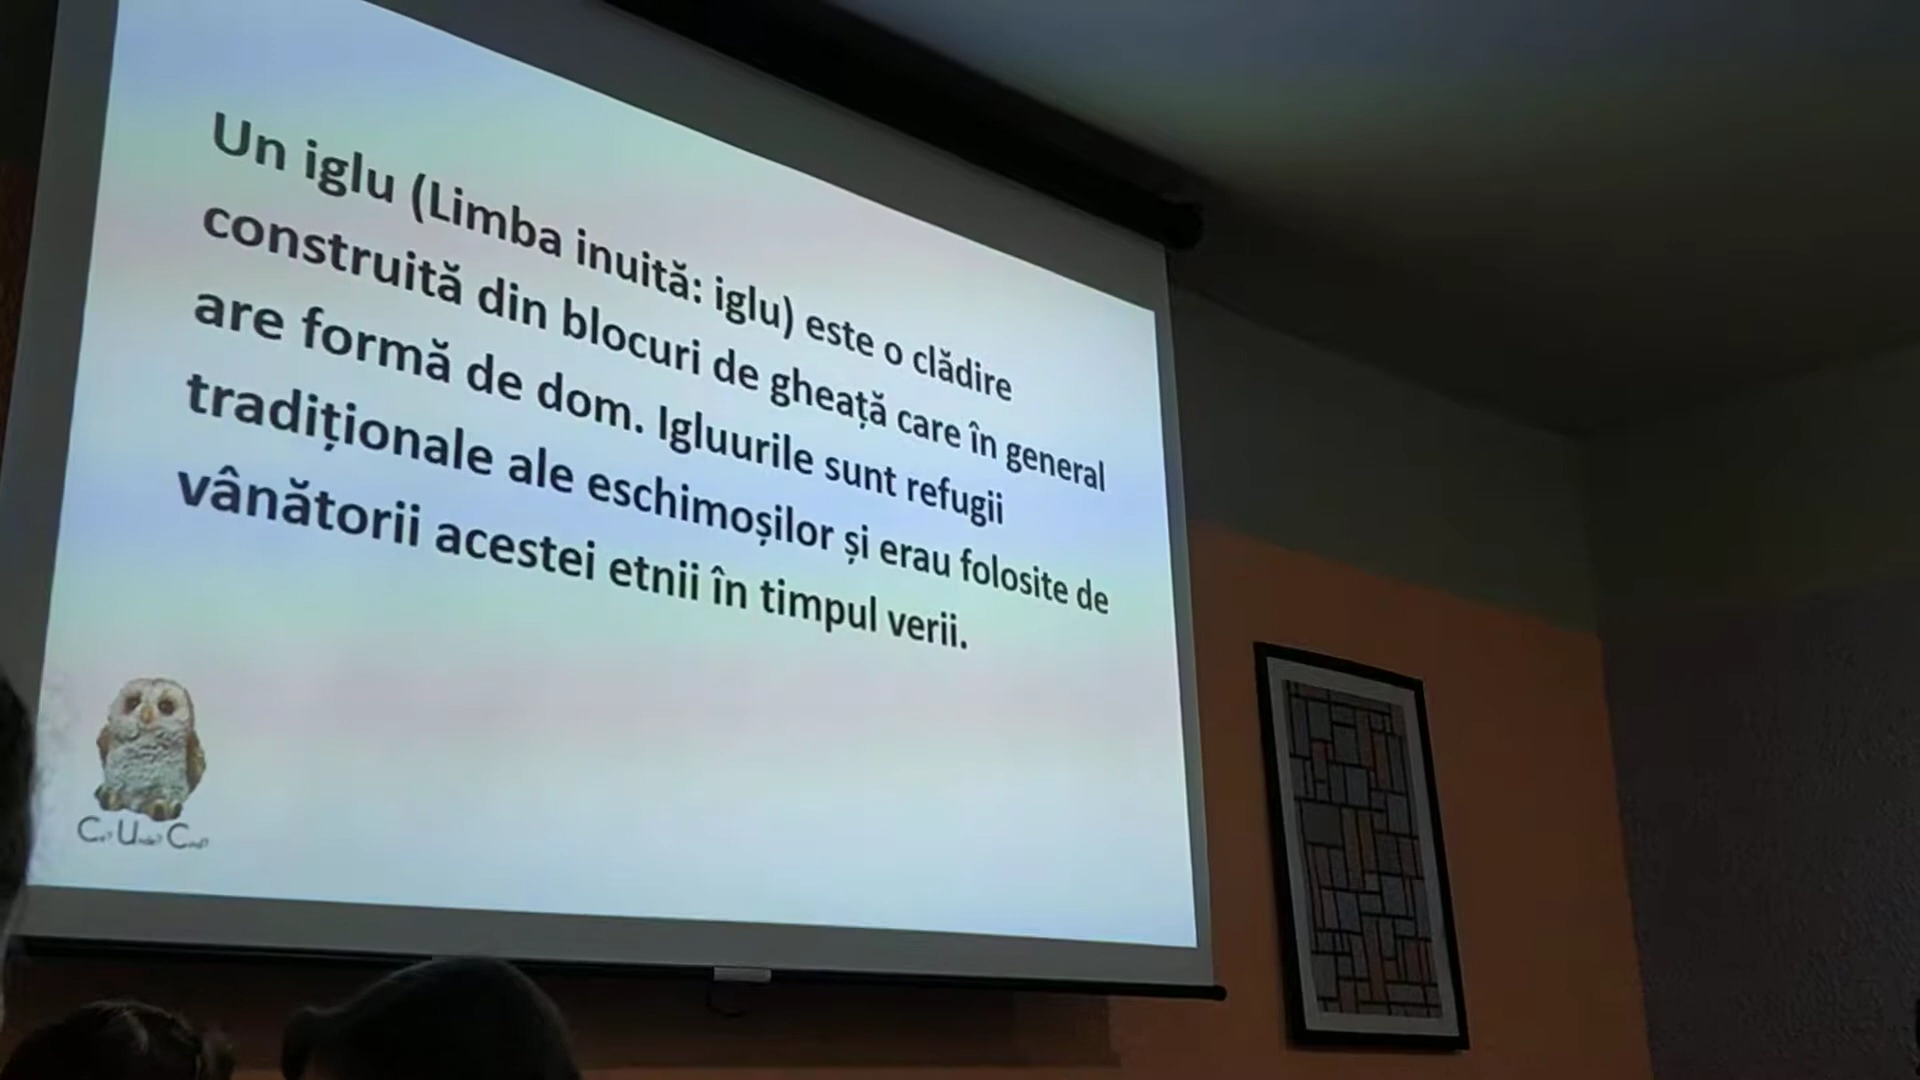 Un iglu (Limba inuită: iglu) este o clădire
construită din blocuri de gheață care în general
are formă de dom. Igluurile sunt refugii
tradiționale ale eschimoșilor și erau folosite de
vânătorii acestei etnii în timpul verii.